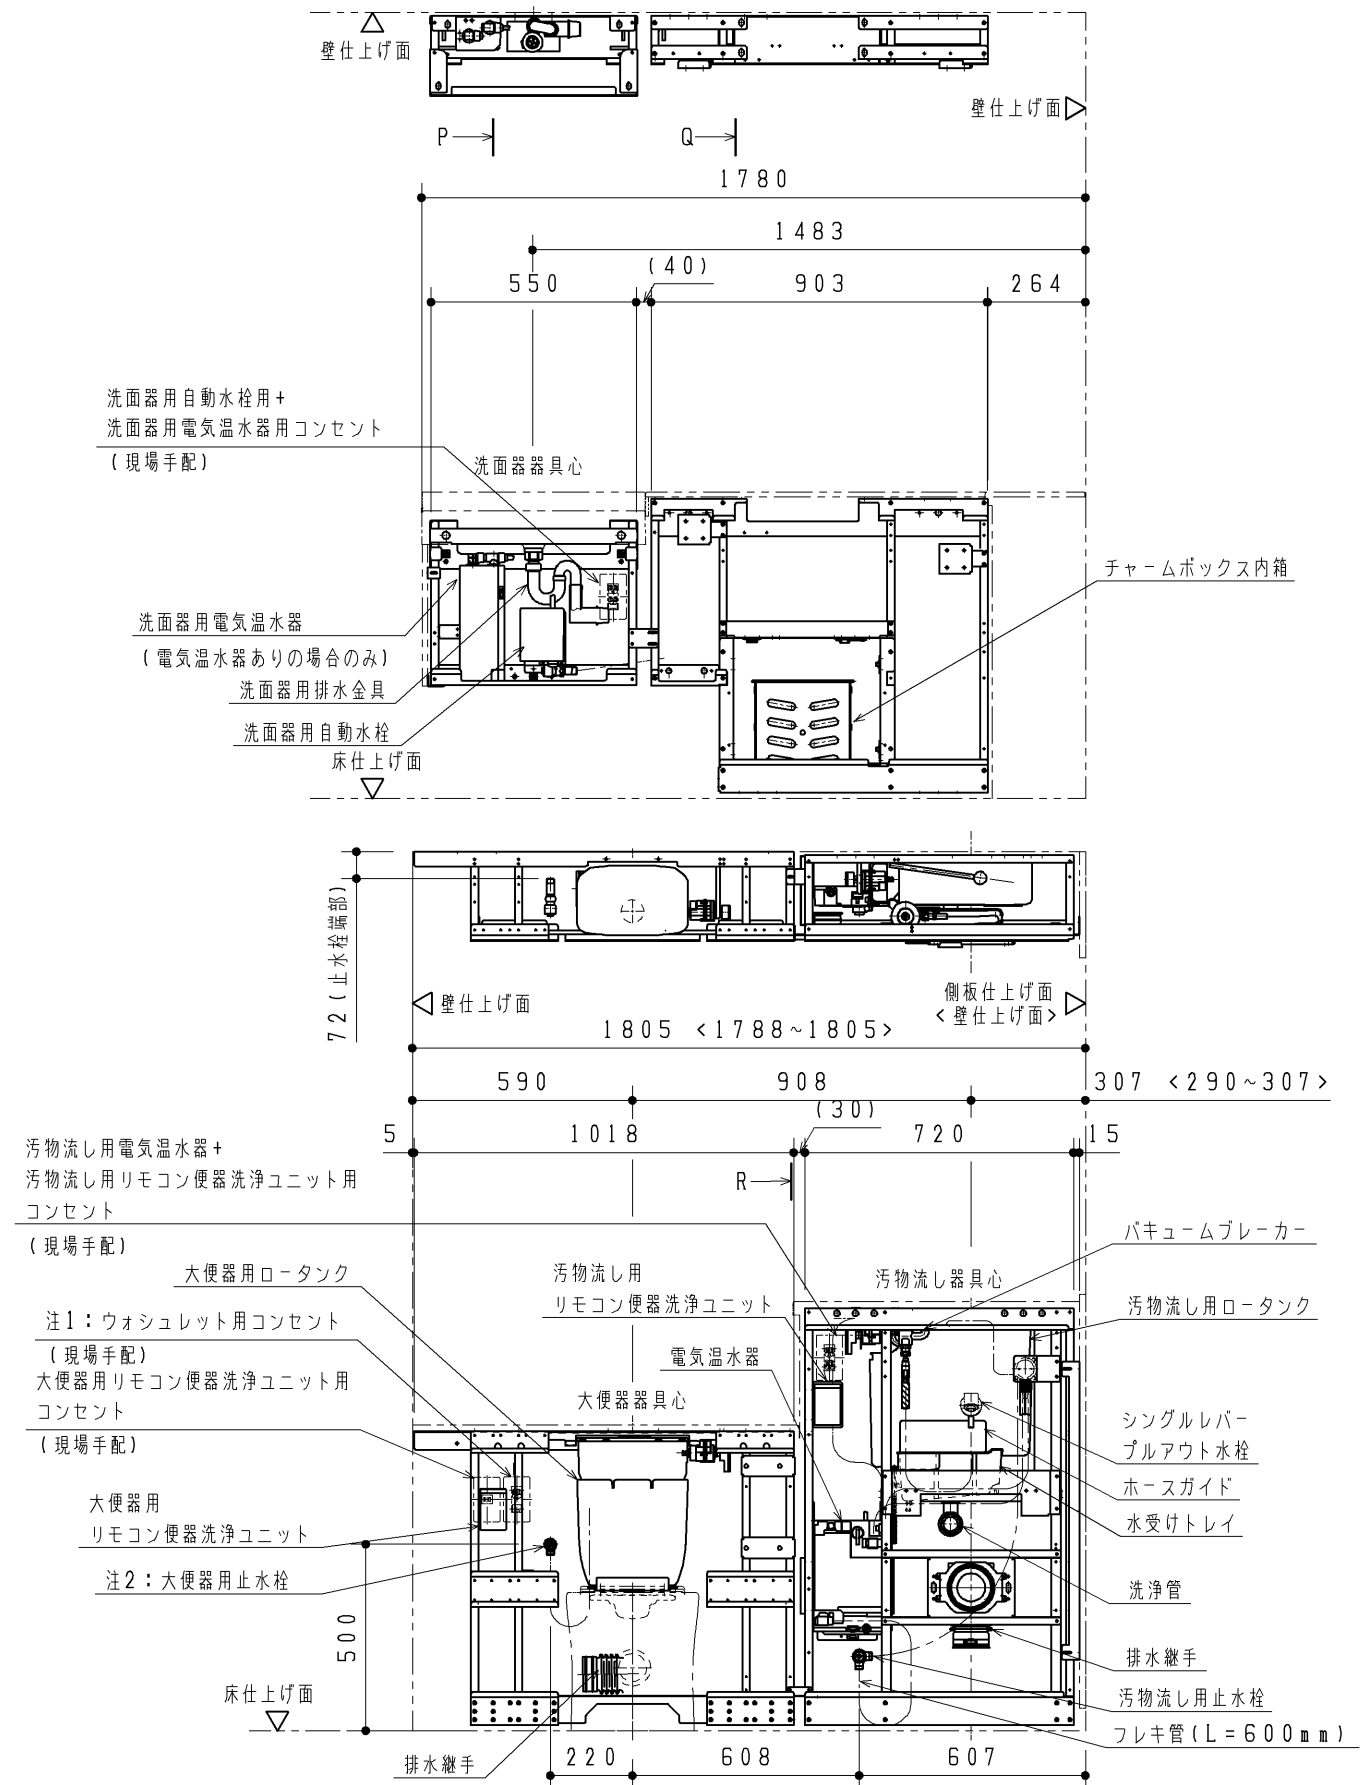 壁仕上げ面
壁仕上げ面
P
Q
1780
1483
(40)
550
903
264
洗面器用自動水栓用+
洗面器用電気温水器用コンセント
(現場手配)
洗面器器具心
チャームボックス内箱
洗面器用電気温水器
(電気温水器ありの場合のみ)
洗面器用排水金具
洗面器用自動水栓
床仕上げ面
72(止水栓端部)
壁仕上げ面
側板仕上げ面
<壁仕上げ面>
1805 <1788~1805>
590
908
307 <290~307>
(30)
5
1018
720
15
R
汚物流し用電気温水器+
汚物流し用リモコン便器洗浄ユニット用
コンセント
(現場手配)
大便器用ロータンク
汚物流し用
リモコン便器洗浄ユニット
汚物流し器具心
バキュームブレーカー
汚物流し用ロータンク
注1:ウォシュレット用コンセント
(現場手配)
大便器用リモコン便器洗浄ユニット用
コンセント
(現場手配)
電気温水器
大便器器具心
シングルレバー
プルアウト水栓
ホースガイド
水受けトレイ
大便器用
リモコン便器洗浄ユニット
注2:大便器用止水栓
洗浄管
500
排水継手
床仕上げ面
汚物流し用止水栓
フレキ管(L=600mm)
排水継手
220
608
607